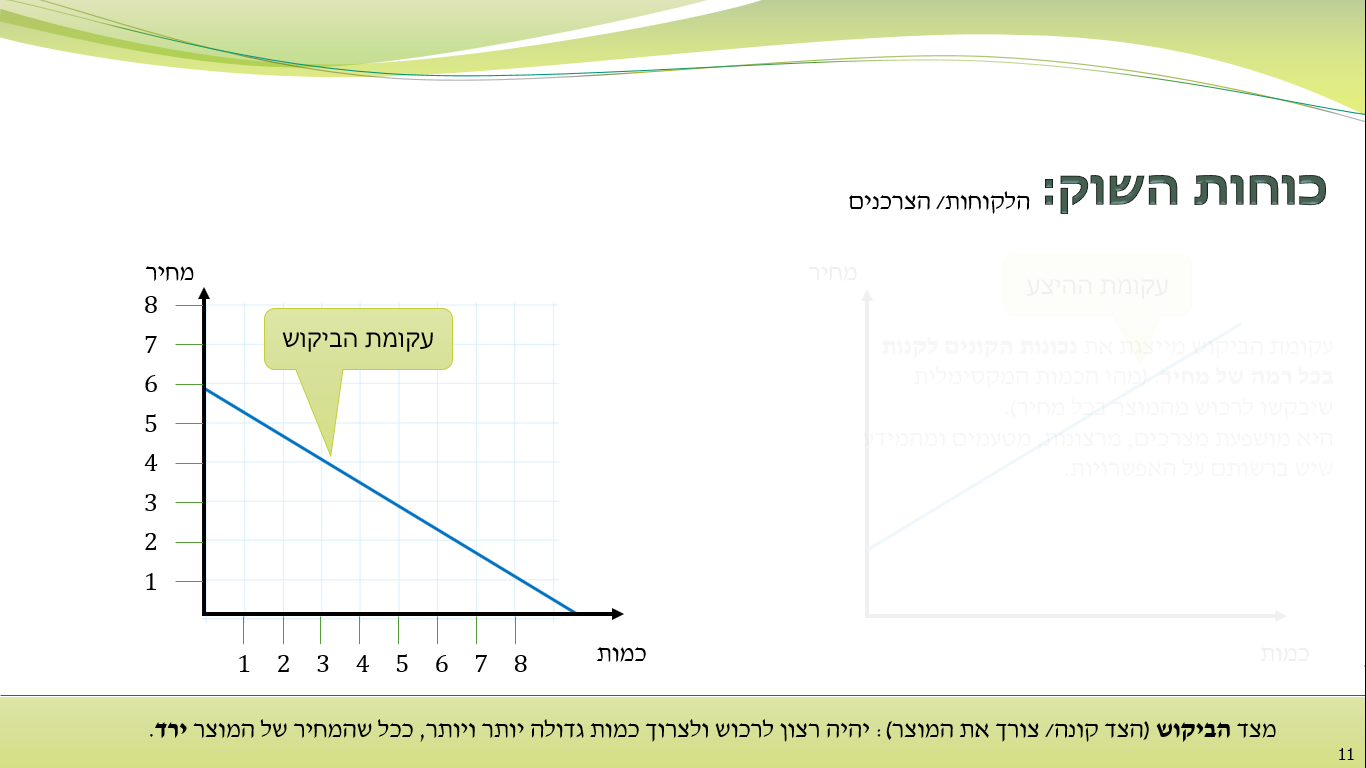 כוחות השוק: הלקוחות/ הצרכנים
מחיר
עקומת ההיצע
עקומת הביקוש מייצגת את נכונות הקונים לקנות
בכל רמה של מחיר. (מהי הכמות המקסימלית
שיבקשו לרכוש מהמוצר בכל מחיר).
היא מושפעת מצרכים, מרצונות, מטעמים ומהמידע
שיש ברשותם על האפשרויות.
כמות
מחיר
8
7
6
5
4
3
2
1
עקומת הביקוש
1 2 3 4 5 6 7 8
כמות
מצד הביקוש (הצד קונה/ צורך את המוצר): יהיה רצון לרכוש ולצרוך כמות גדולה יותר ויותר, ככל שהמחיר של המוצר ירד.
11